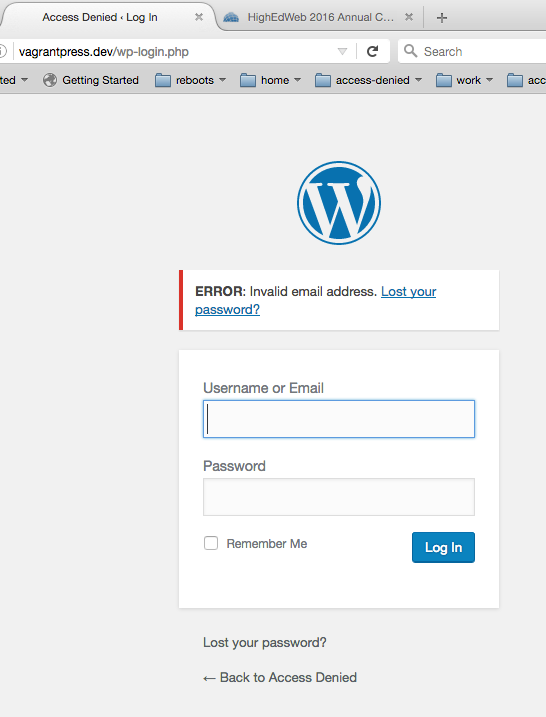 Access Denied ‹ Log In
HighEdWeb 2016 Annual C...
vagrantpress.dev/wp-login.php
Search
ted
Getting Started
reboots
home
access-denied
work
acc
ERROR: Invalid email address. Lost your
password?
Username or Email
Password
Remember Me
Log In
Lost your password?
← Back to Access Denied